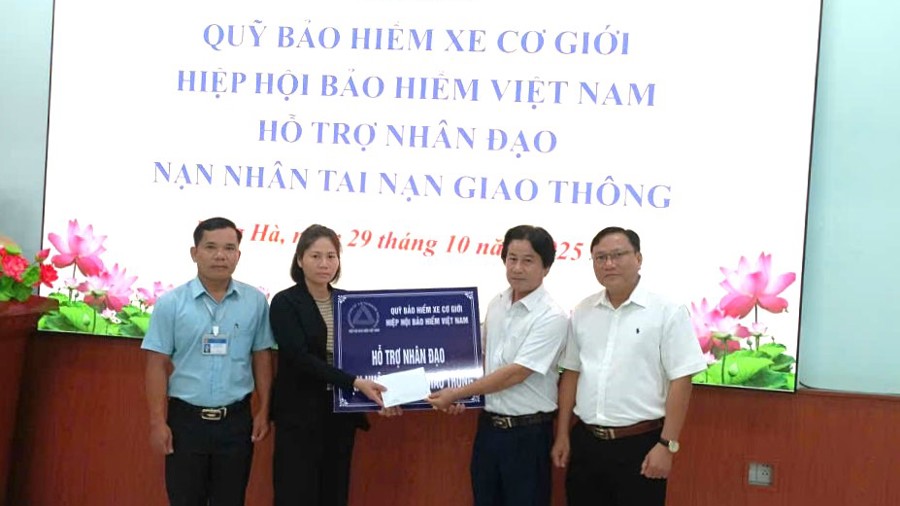 QUỸ BẢO HIỂM XE CƠ GIỚI
HIỆP HỘI BẢO HIỂM VIỆT NAM
HỖ TRỢ NHÂN ĐẠO
NẠN NHÂN TAI NẠN GIAO THÔNG
Hà, 29 tháng 10
QUỸ BẢO HIỂM XE CƠ GIỚI
HIỆP HỘI BẢO HIỂM VIỆT NAM
HỖ TRỢ NHÂN ĐẠO
THÔNG